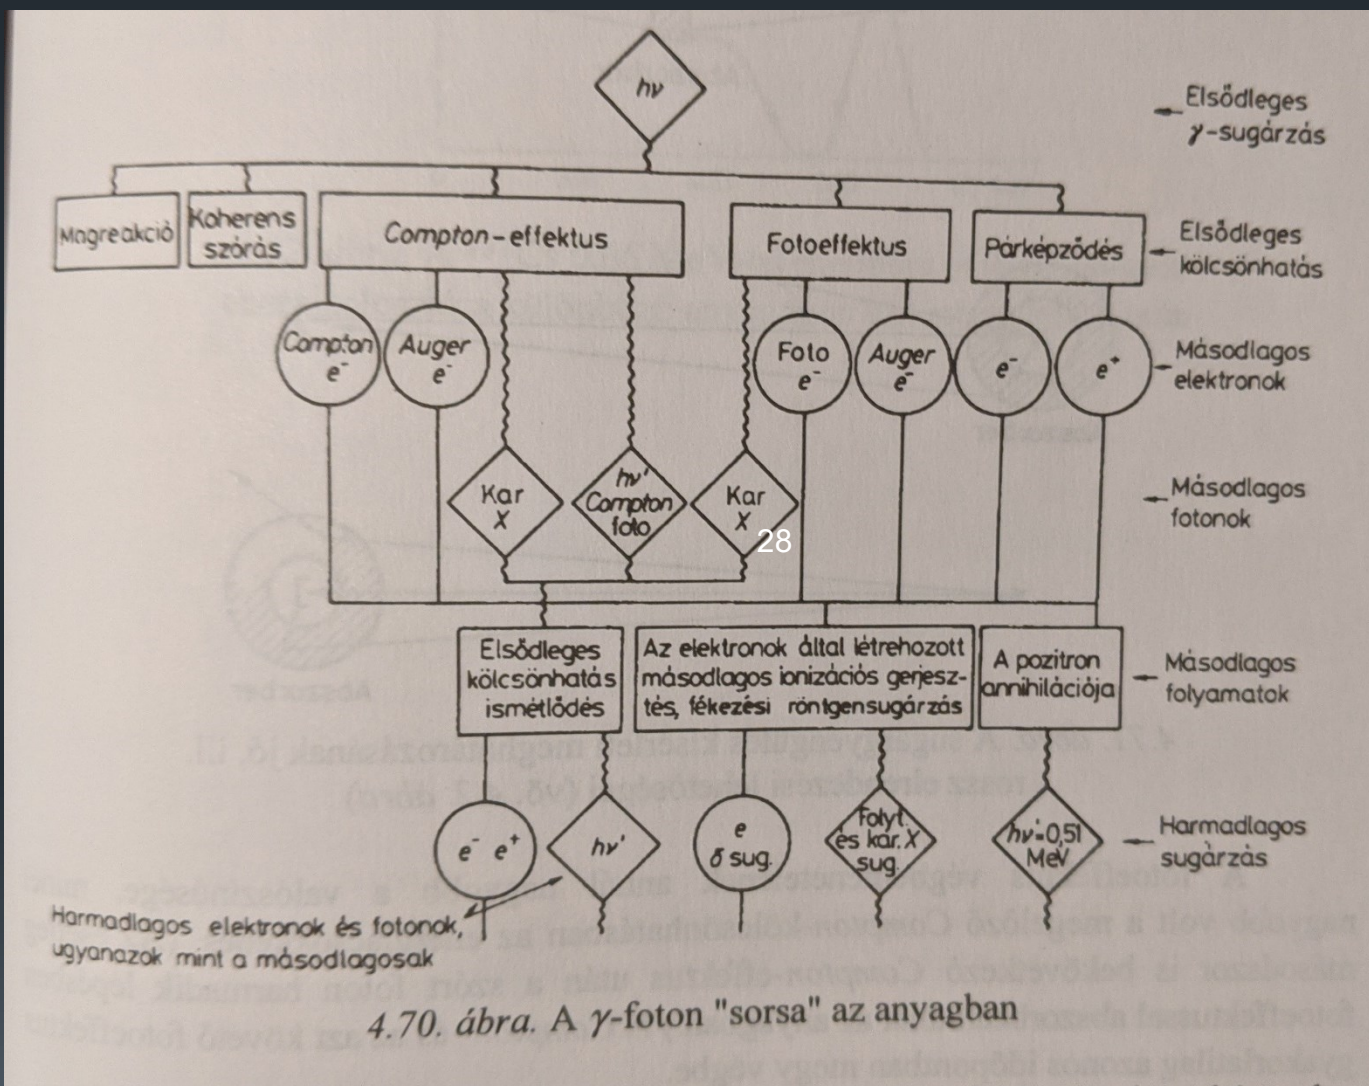 hν
Elsődleges
γ-sugárzás
Magreakció
Koherens
szórás
Compton-effektus
Fotoeffektus
Párképződés
Elsődleges
kölcsönhatás
Compton
e⁻
Auger
e⁻
Foto
e⁻
Auger
e⁻
e⁻
e⁺
Másodlagos
elektronok
Kar
X
hν'
Compton
foto
Kar
X
28
Másodlagos
fotonok
Elsődleges
kölcsönhatás
ismétlődés
Az elektronok által létrehozott
másodlagos ionizációs gerjesz-
tés, fékezési röntgensugárzás
A pozitron
annihilációja
Másodlagos
folyamatok
e⁻ e⁺
hν'
e
δ sug.
Folyt.
és kar. X
sug.
hν'=0,51
MeV
Harmadlagos
sugárzás
Harmadlagos elektronok és fotonok,
ugyanazok mint a másodlagosak
4.70. ábra. A γ-foton "sorsa" az anyagban